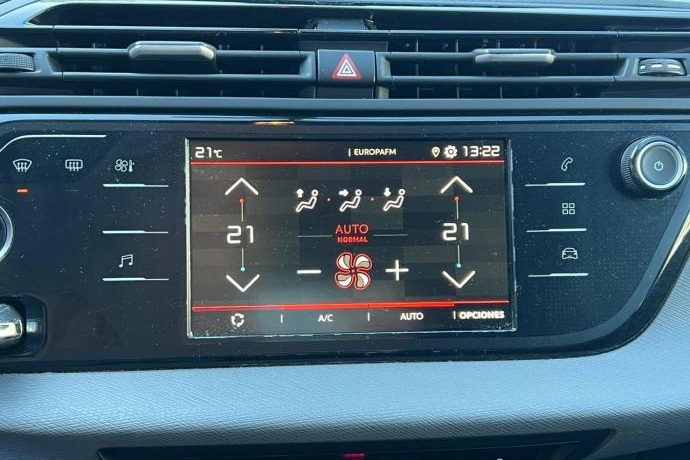 21°C | EUROPAFM 13:22
21 AUTO 21
NORMAL
A/C AUTO OPCIONES